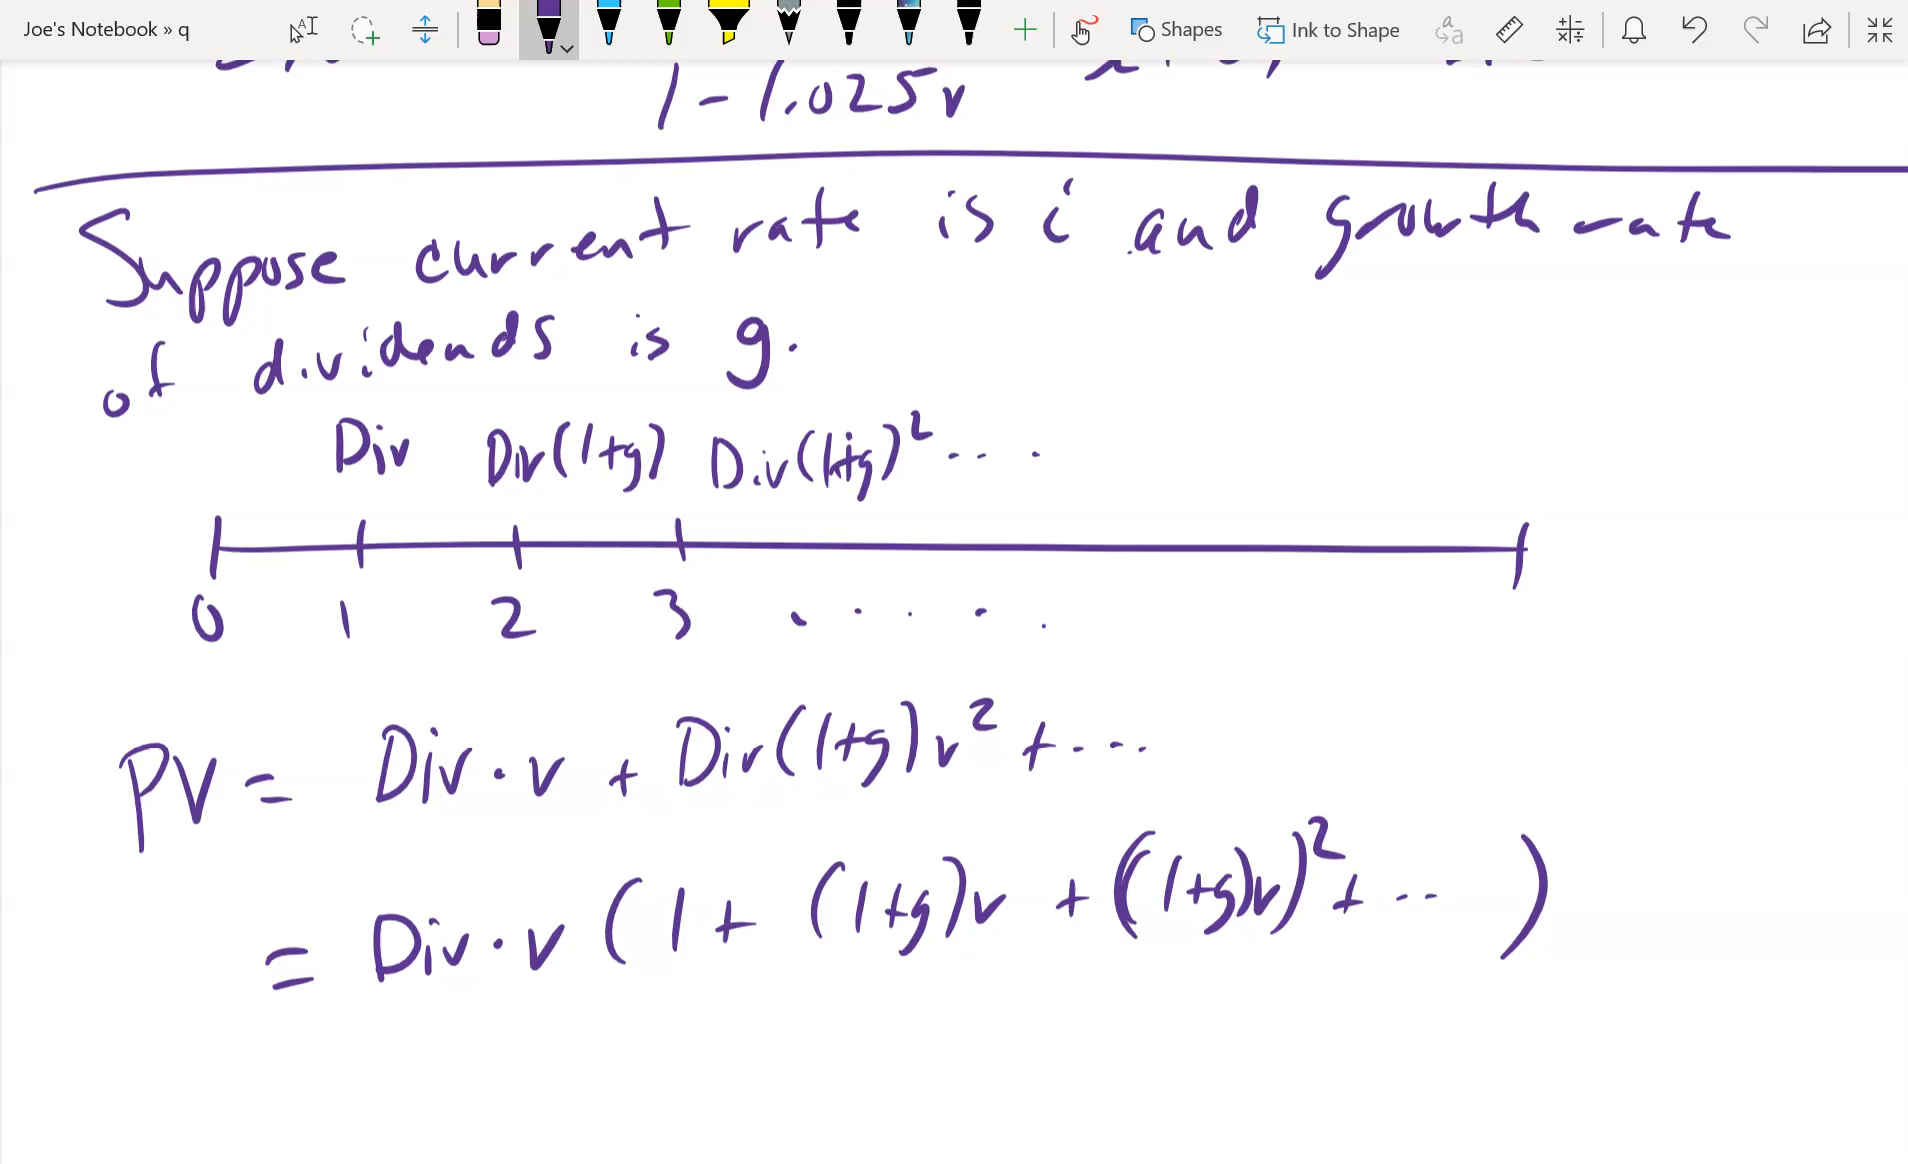 Joe's Notebook » q
Shapes
Ink to Shape
1 - 1.025v
Suppose current rate is i and growth rate
of dividends is g.
Div Div(1+g) Div(1+g)² ....
0 1 2 3 .....
PV = Div · v + Div(1+g)v² + ...
= Div · v (1 + (1+g)v + ((1+g)v)² + ... )